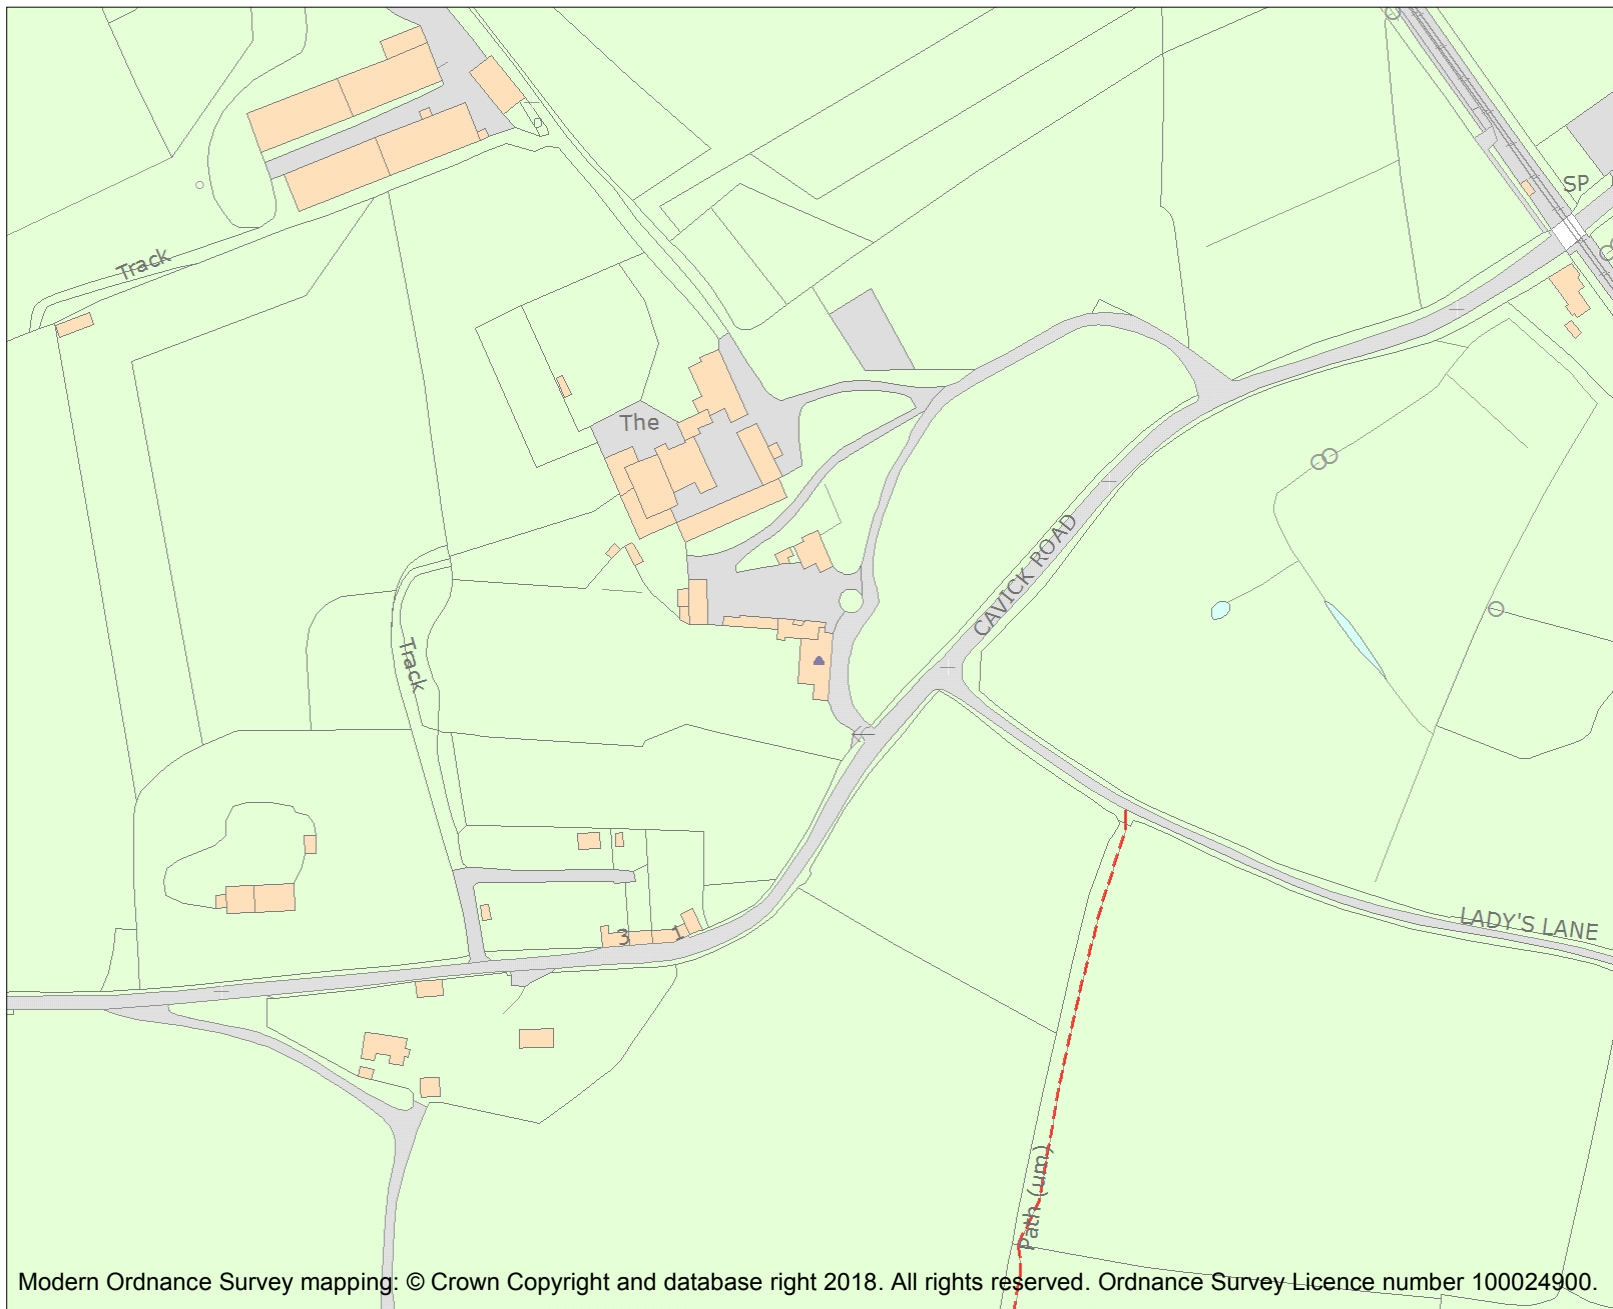 SP
Track
The
CAVICK ROAD
Track
LADY'S LANE
3
1
Path (um)
Modern Ordnance Survey mapping: © Crown Copyright and database right 2018. All rights reserved. Ordnance Survey Licence number 100024900.